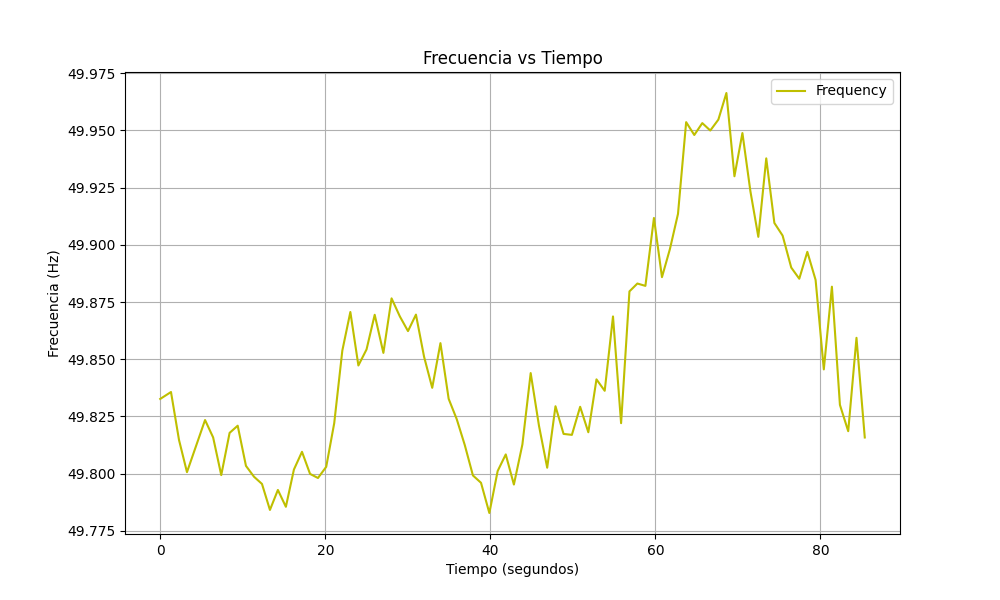 Frecuencia vs Tiempo
Frequency
49.975
49.950
49.925
49.900
49.875
49.850
49.825
49.800
49.775
Frecuencia (Hz)
0 20 40 60 80
Tiempo (segundos)